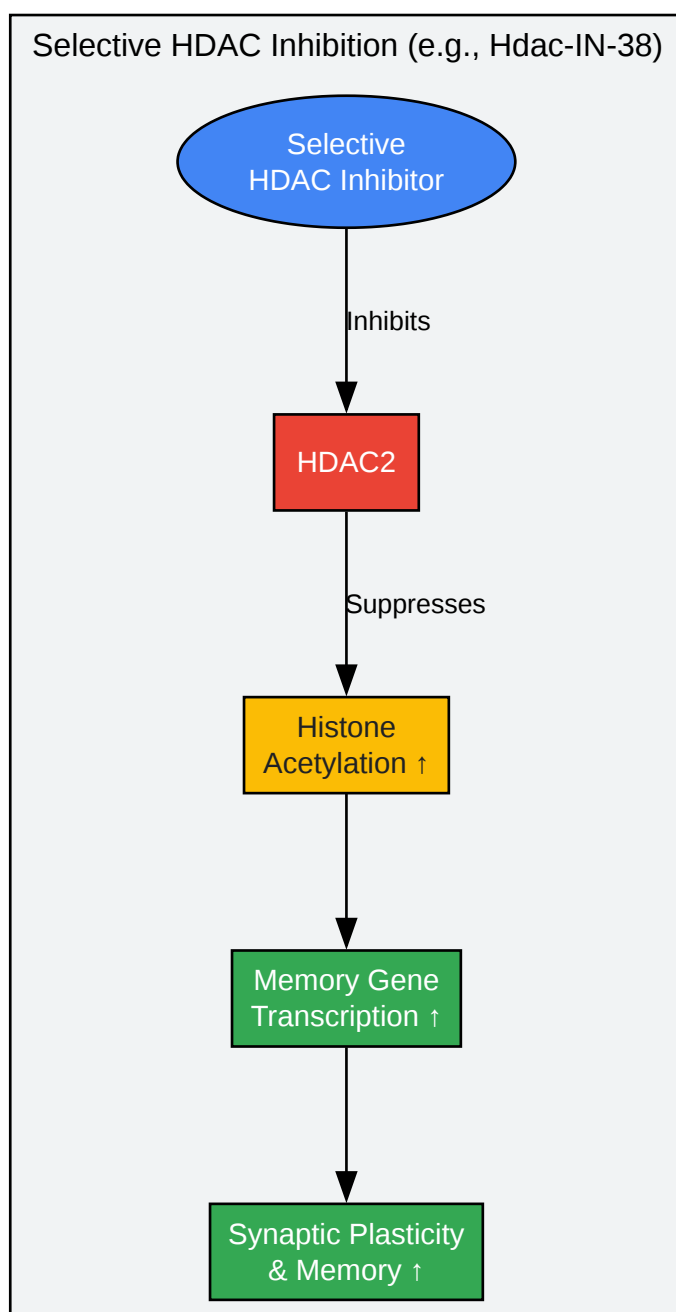 Selective HDAC Inhibition (e.g., Hdac-IN-38)
Selective
HDAC Inhibitor
Inhibits
HDAC2
Suppresses
Histone
Acetylation ↑
Memory Gene
Transcription ↑
Synaptic Plasticity
& Memory ↑